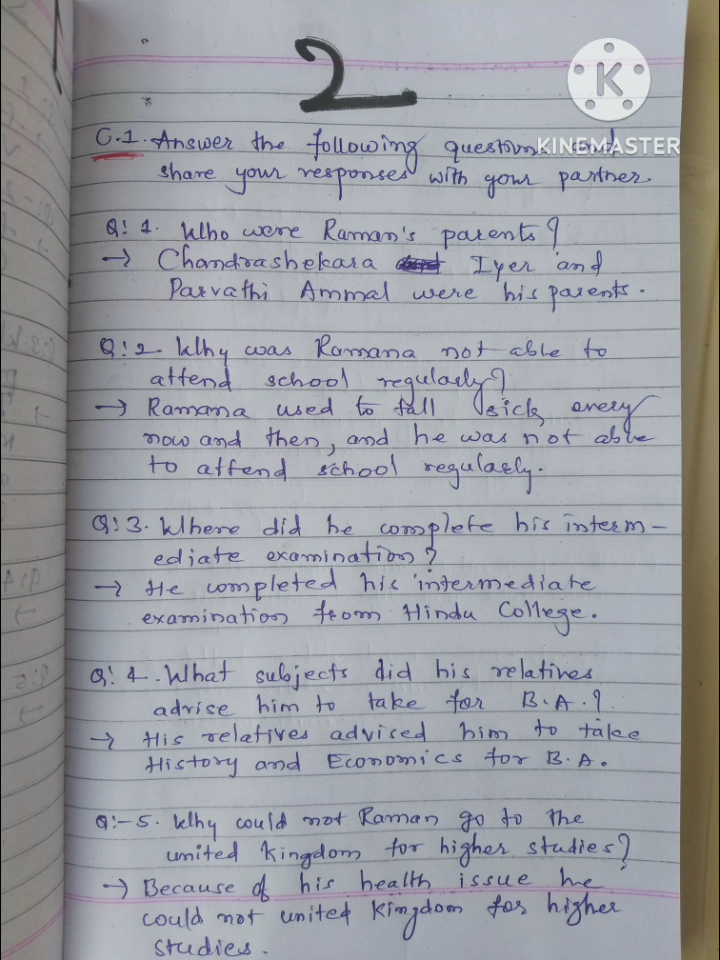 2
K
KINEMASTER
C.1. Answer the following questions and
share your responses with your partner.
Q:1. Who were Raman's parents?
→ Chandrashekara Iyer and
Parvathi Ammal were his parents.
Q:2. Why was Ramana not able to
attend school regularly?
→ Ramana used to fall sick every
now and then, and he was not able
to attend school regularly.
Q:3. Where did he complete his interm-
ediate examination?
→ He completed his intermediate
examination from Hindu College.
Q:4. What subjects did his relatives
advise him to take for B.A.?
→ His relatives advised him to take
History and Economics for B.A.
Q:-5. Why could not Raman go to the
united kingdom for higher studies?
→ Because of his health issue he
could not united kingdom for higher
studies.